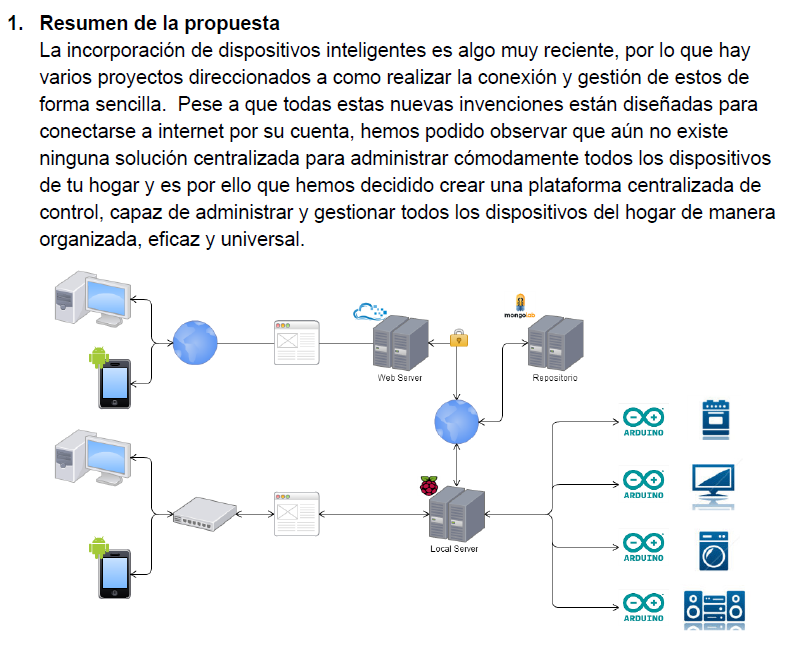 1. Resumen de la propuesta
La incorporación de dispositivos inteligentes es algo muy reciente, por lo que hay
varios proyectos direccionados a como realizar la conexión y gestión de estos de
forma sencilla. Pese a que todas estas nuevas invenciones están diseñadas para
conectarse a internet por su cuenta, hemos podido observar que aún no existe
ninguna solución centralizada para administrar cómodamente todos los dispositivos
de tu hogar y es por ello que hemos decidido crear una plataforma centralizada de
control, capaz de administrar y gestionar todos los dispositivos del hogar de manera
organizada, eficaz y universal.
mongolab
Web Server
Repositorio
ARDUINO
ARDUINO
Local Server
ARDUINO
ARDUINO